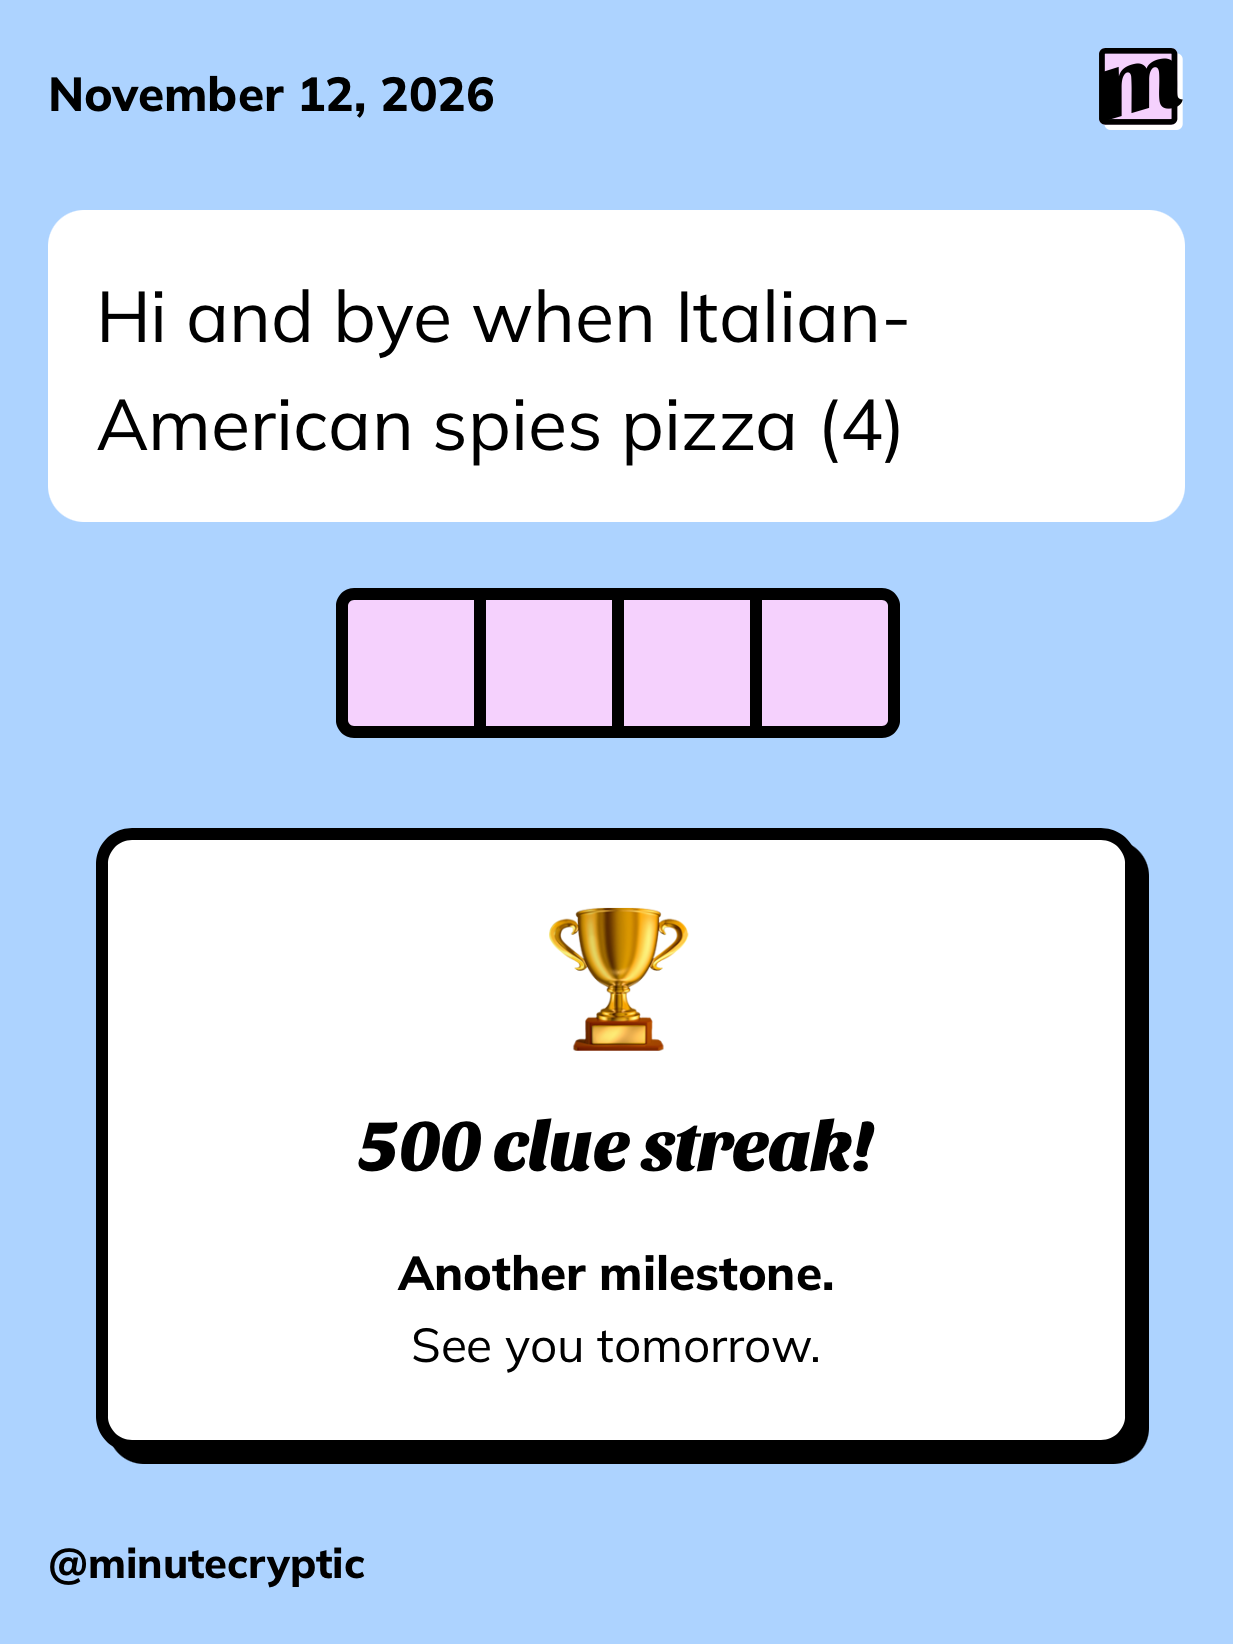 November 12, 2026
m
Hi and bye when Italian-
American spies pizza (4)
500 clue streak!
Another milestone.
See you tomorrow.
@minutecryptic